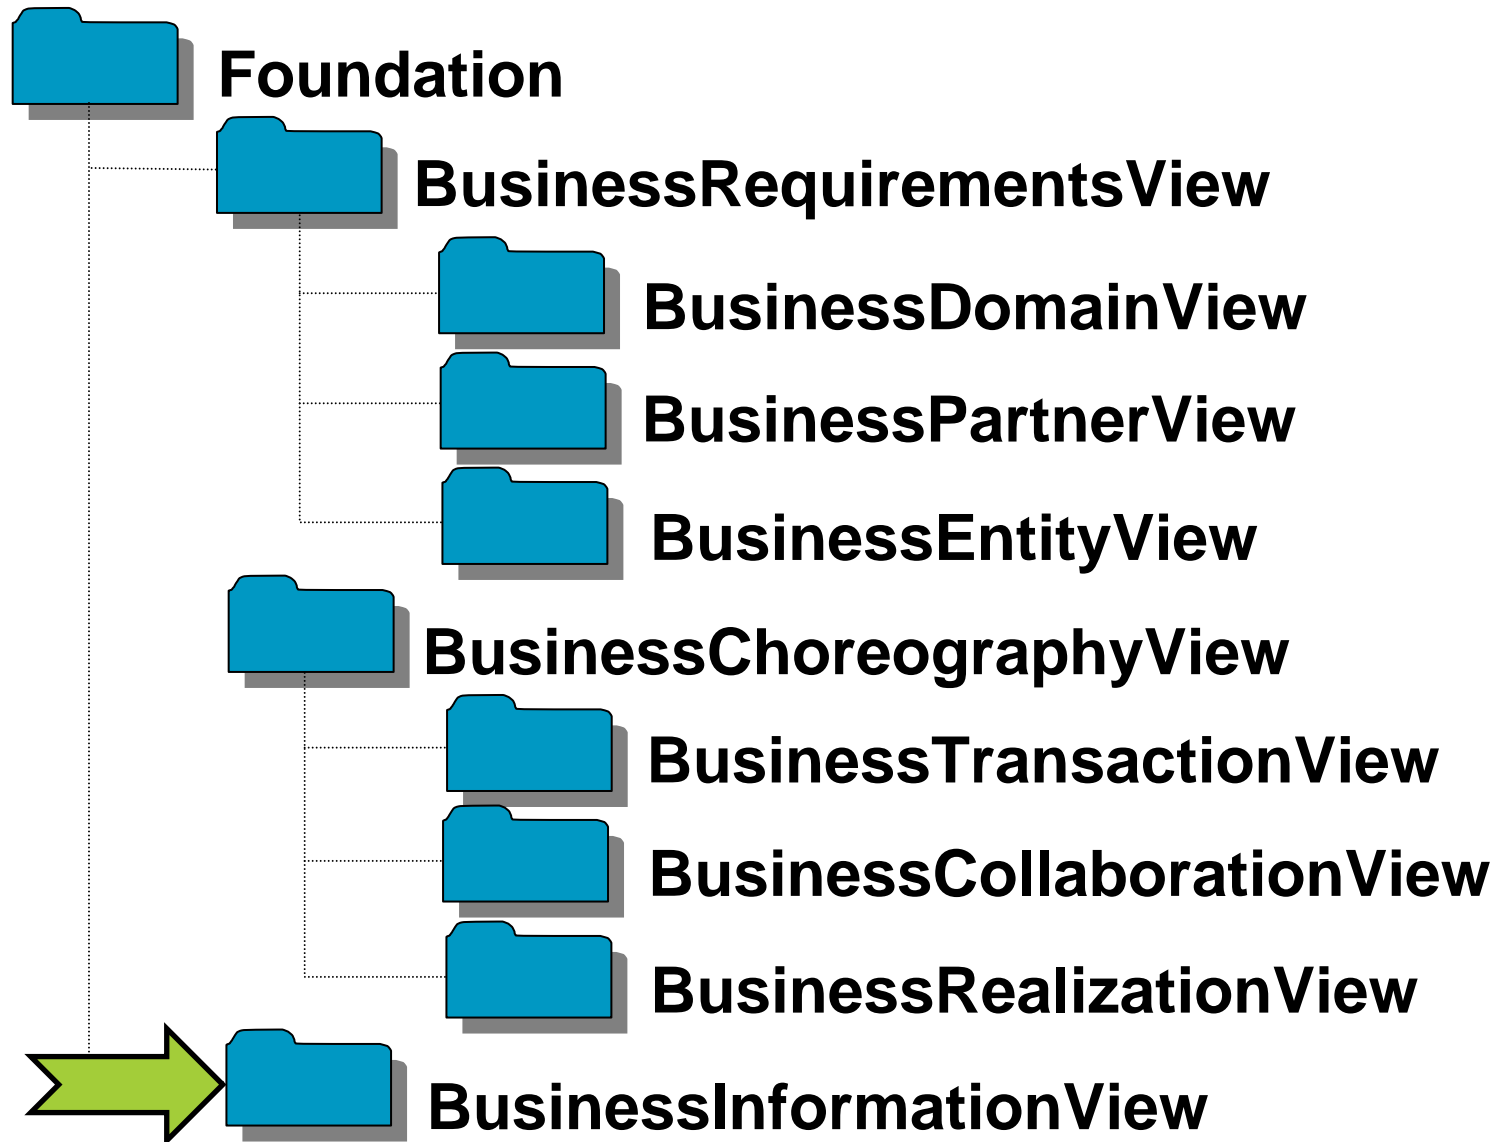 Foundation
BusinessRequirementsView
BusinessDomainView
BusinessPartnerView
BusinessEntityView
BusinessChoreographyView
BusinessTransactionView
BusinessCollaborationView
BusinessRealizationView
BusinessInformationView